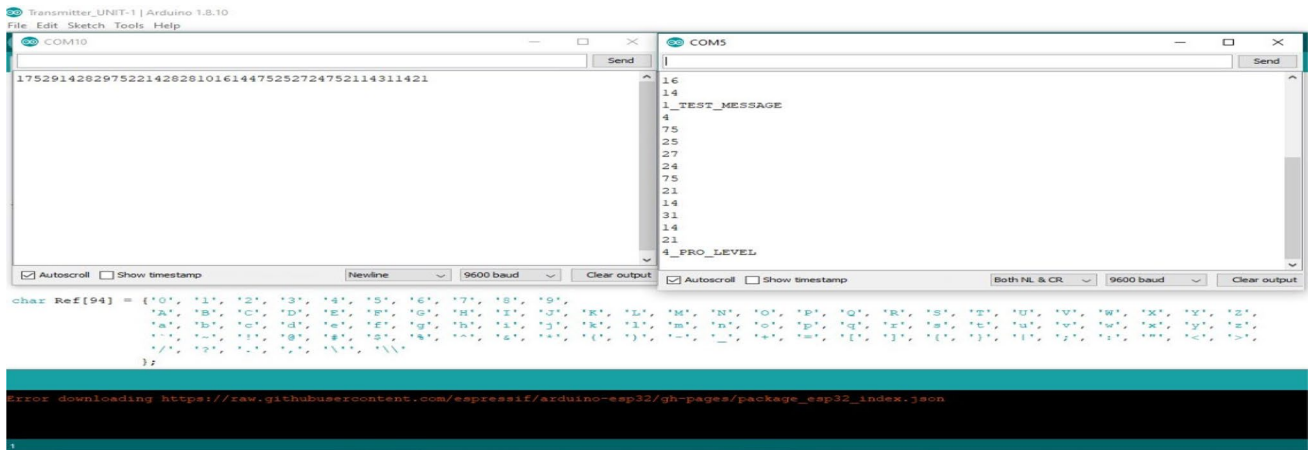 Transmitter_UNIT-1 | Arduino 1.8.10
File Edit Sketch Tools Help
COM10
Send
175291428297522142828101614475252724752114311421
Autoscroll Show timestamp Newline 9600 baud Clear output
COM5
Send
16
14
1_TEST_MESSAGE
4
75
25
27
24
75
21
14
31
14
21
4_PRO_LEVEL
Autoscroll Show timestamp Both NL & CR 9600 baud Clear output
char Ref[94] = {'0', '1', '2', '3', '4', '5', '6', '7', '8', '9',
'A', 'B', 'C', 'D', 'E', 'F', 'G', 'H', 'I', 'J', 'K', 'L', 'M', 'N', 'O', 'P', 'Q', 'R', 'S', 'T', 'U', 'V', 'W', 'X', 'Y', 'Z',
'a', 'b', 'c', 'd', 'e', 'f', 'g', 'h', 'i', 'j', 'k', 'l', 'm', 'n', 'o', 'p', 'q', 'r', 's', 't', 'u', 'v', 'w', 'x', 'y', 'z',
'`', '~', '!', '@', '#', '$', '%', '^', '&', '*', '(', ')', '-', '_', '+', '=', '[', ']', '{', '}', '|', ';', ':', '"', '<', '>',
'/', '?', '.', ',', '\'', '\\'
};
Error downloading https://raw.githubusercontent.com/espressif/arduino-esp32/gh-pages/package_esp32_index.json
1